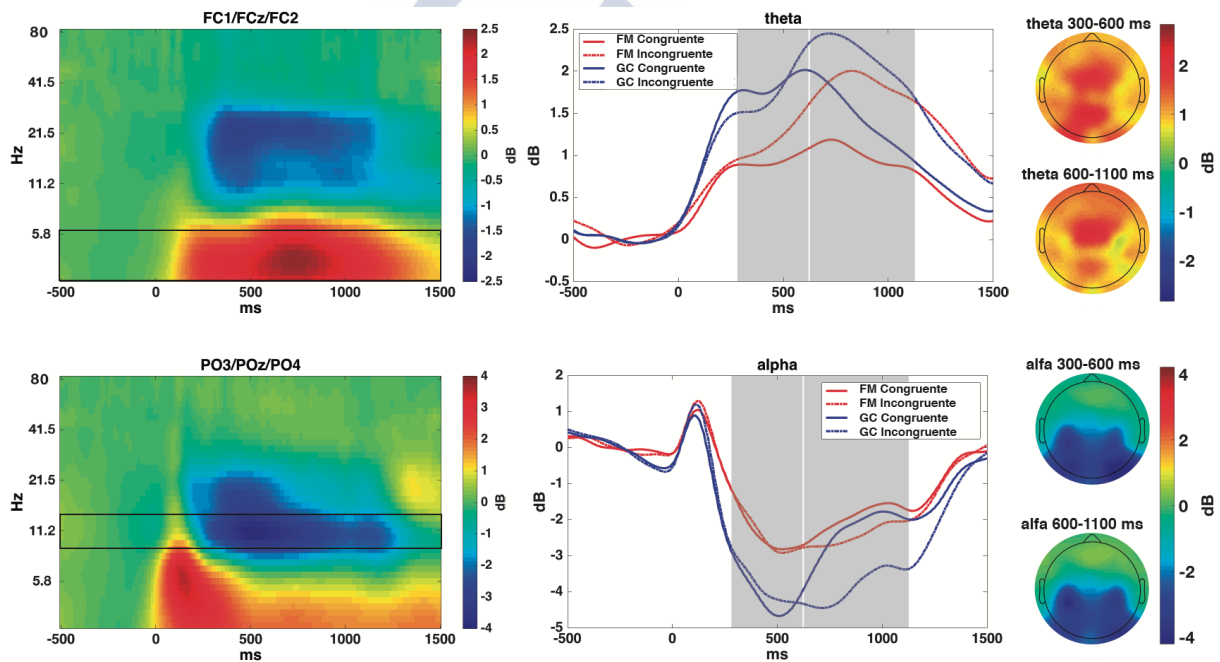 FC1/FCz/FC2
80
41.5
21.5
11.2
5.8
Hz
-500 0 500 1000 1500
ms
2.5
2
1.5
1
0.5
0
-0.5
-1
-1.5
-2
-2.5
dB
theta
FM Congruente
FM Incongruente
GC Congruente
GC Incongruente
2.5
2
1.5
1
0.5
0
0.5
dB
-500 0 500 1000 1500
ms
theta 300-600 ms
theta 600-1100 ms
2
1
0
-1
-2
dB
PO3/POz/PO4
80
41.5
21.5
11.2
5.8
Hz
-500 0 500 1000 1500
ms
4
3
2
1
0
-1
-2
-3
-4
dB
alpha
FM Congruente
FM Incongruente
GC Congruente
GC Incongruente
2
1
0
-1
-2
-3
-4
-5
dB
-500 0 500 1000 1500
ms
alfa 300-600 ms
alfa 600-1100 ms
4
2
0
-2
-4
dB